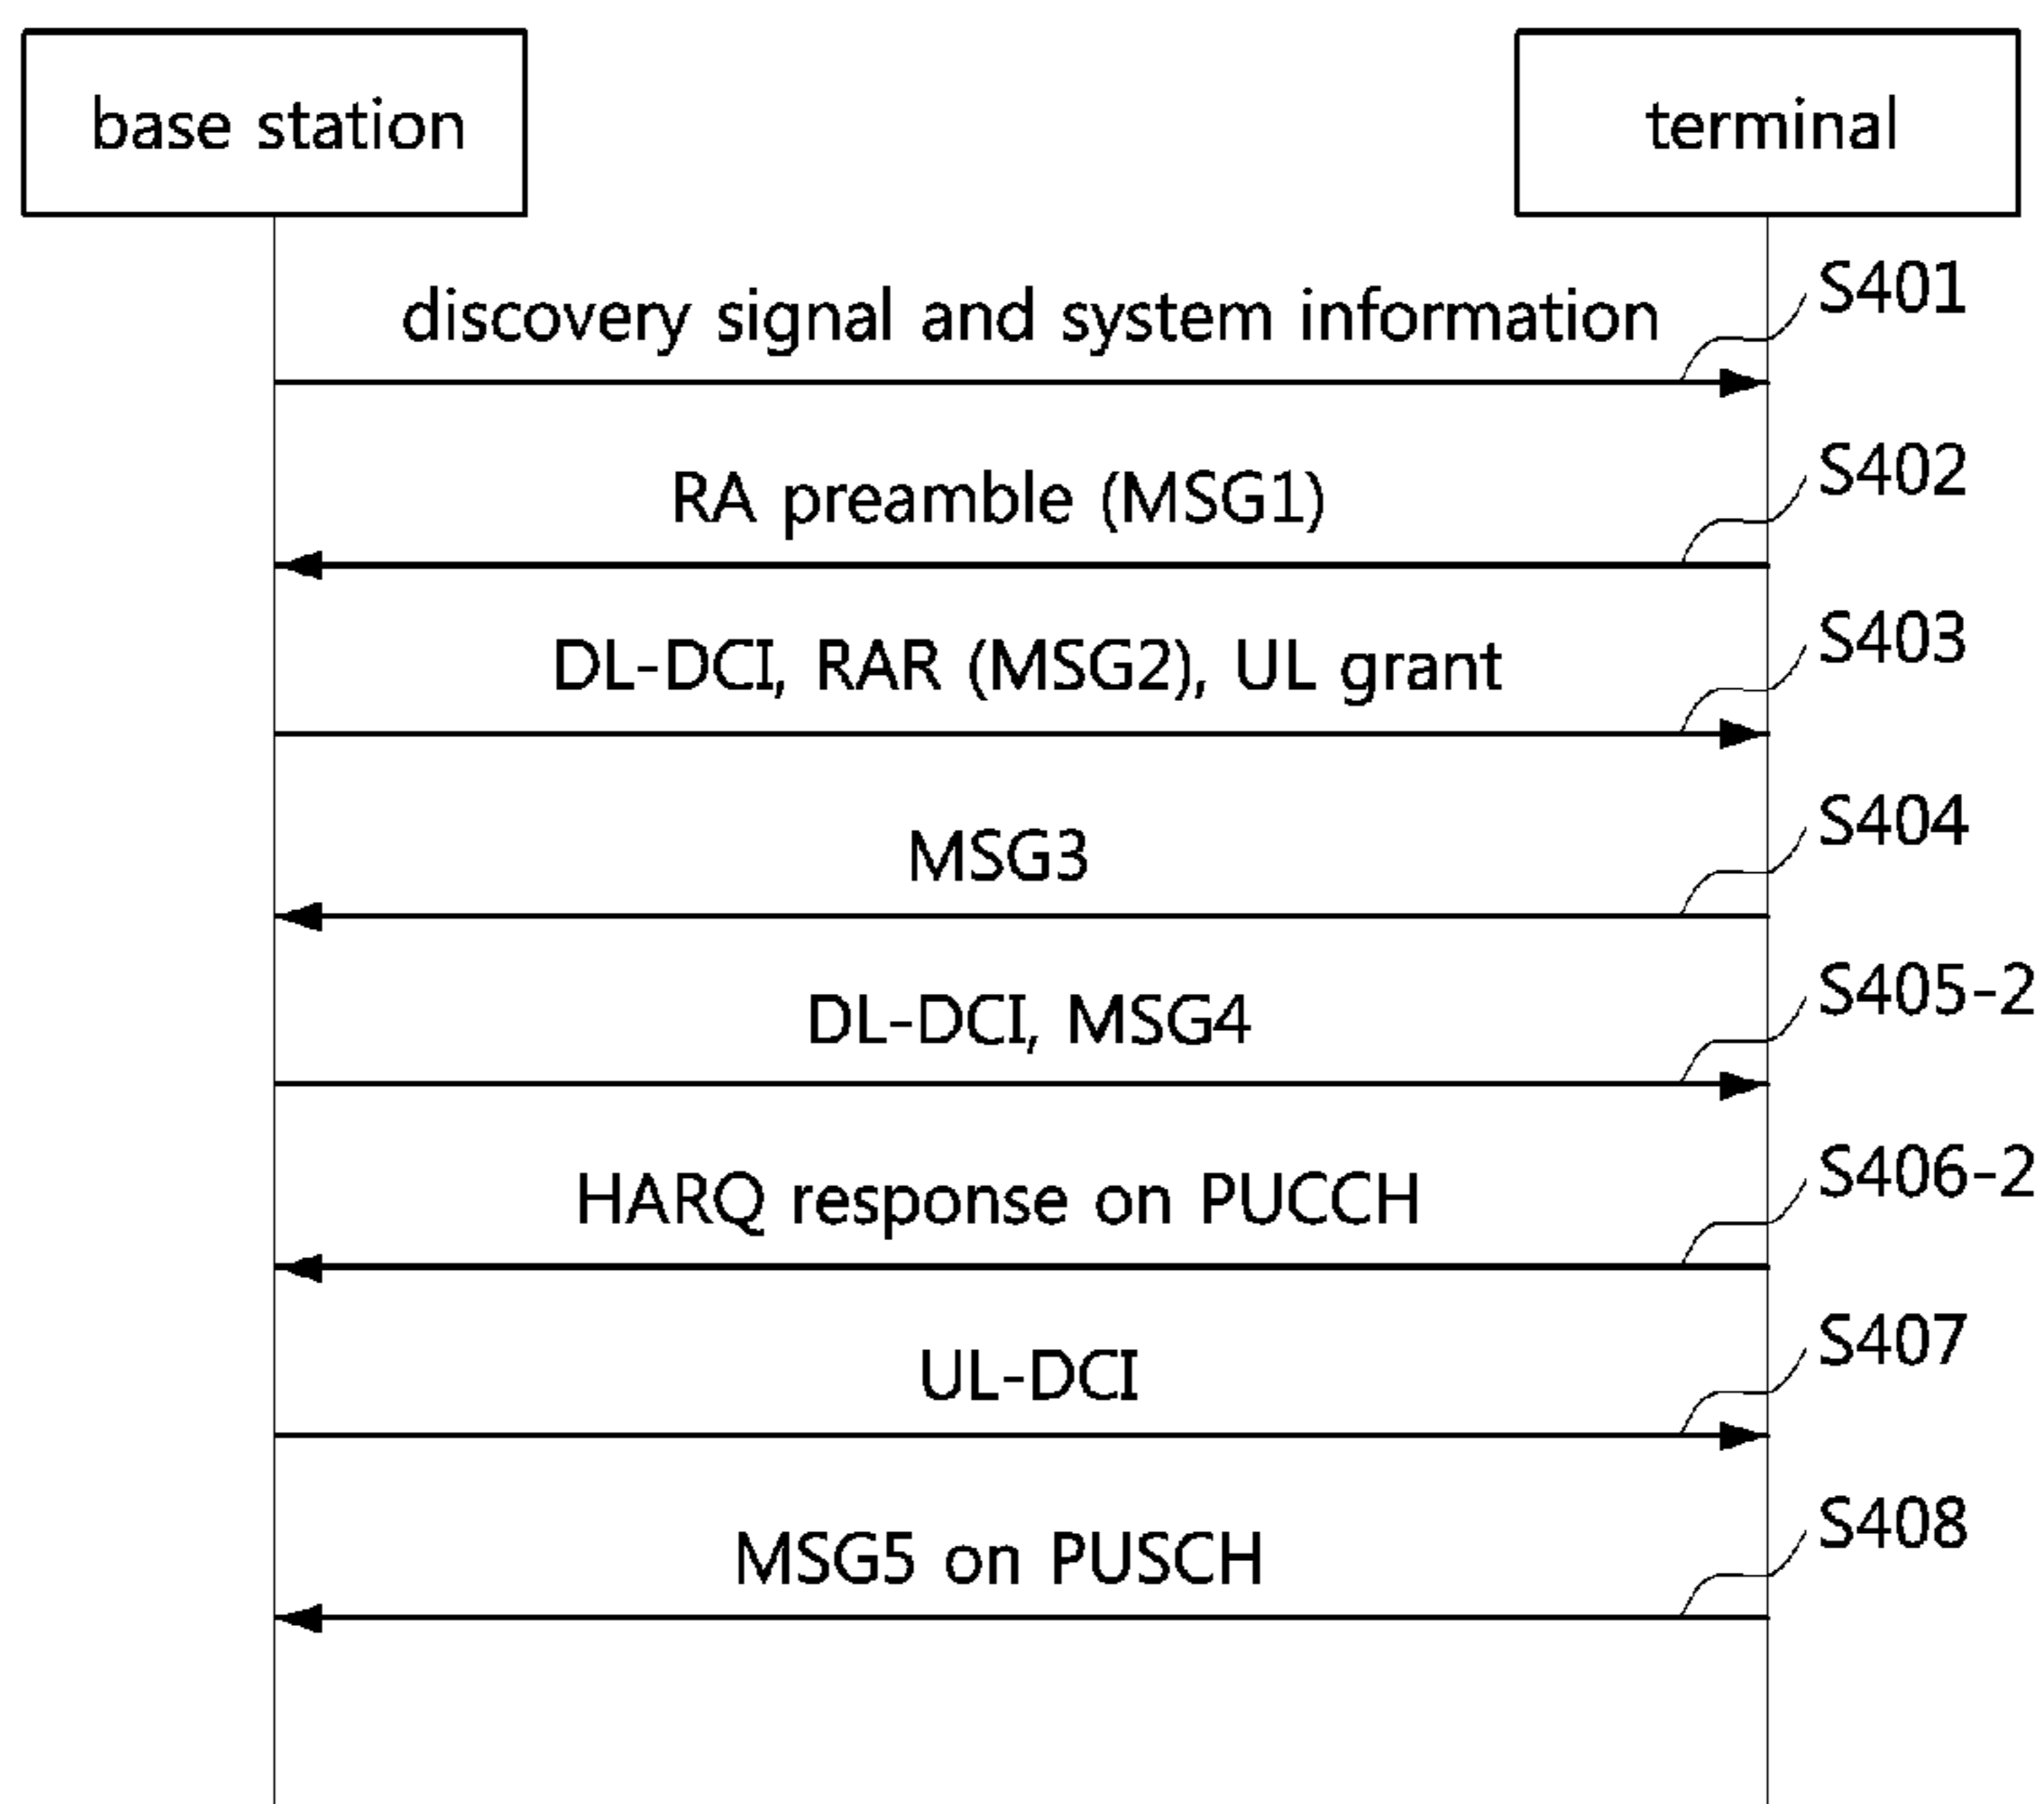 base station
terminal
S401
discovery signal and system information
S402
RA preamble (MSG1)
S403
DL-DCI, RAR (MSG2), UL grant
S404
MSG3
S405-2
DL-DCI, MSG4
S406-2
HARQ response on PUCCH
S407
UL-DCI
S408
MSG5 on PUSCH